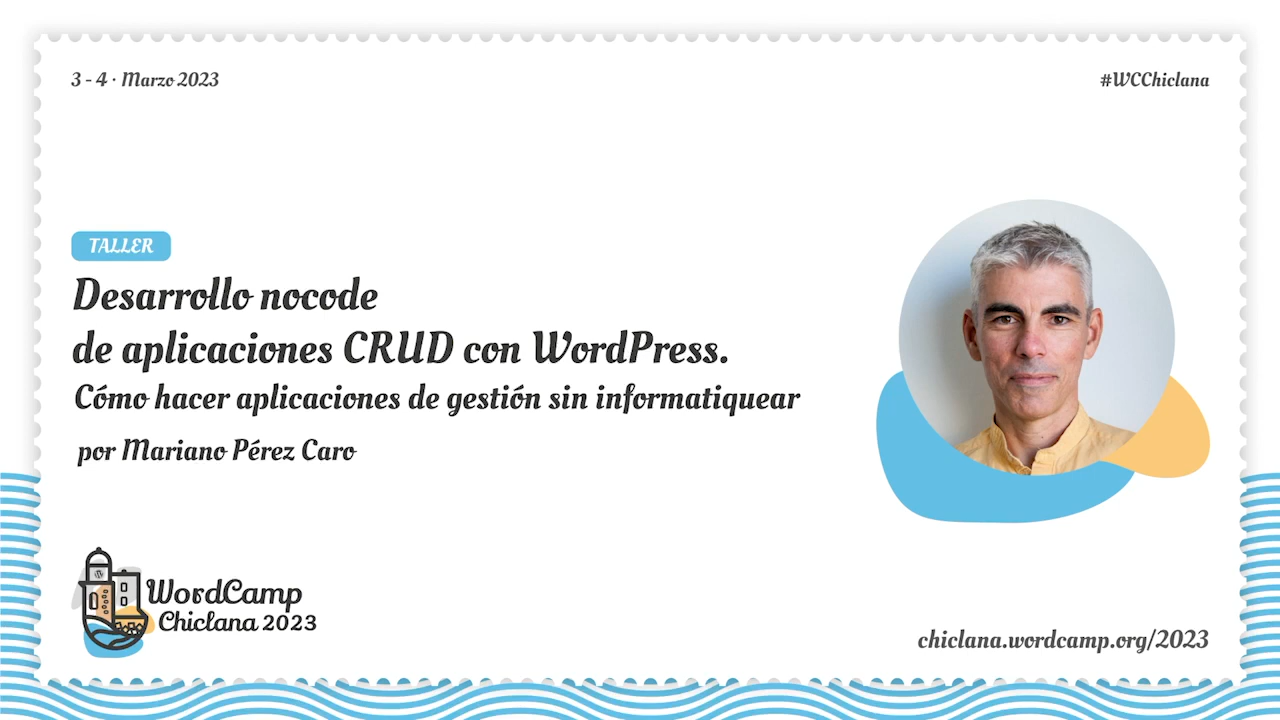 3 - 4 · Marzo 2023
#WCChiclana
TALLER
Desarrollo nocode
de aplicaciones CRUD con WordPress.
Cómo hacer aplicaciones de gestión sin informatiquear
por Mariano Pérez Caro
WordCamp
Chiclana 2023
chiclana.wordcamp.org/2023